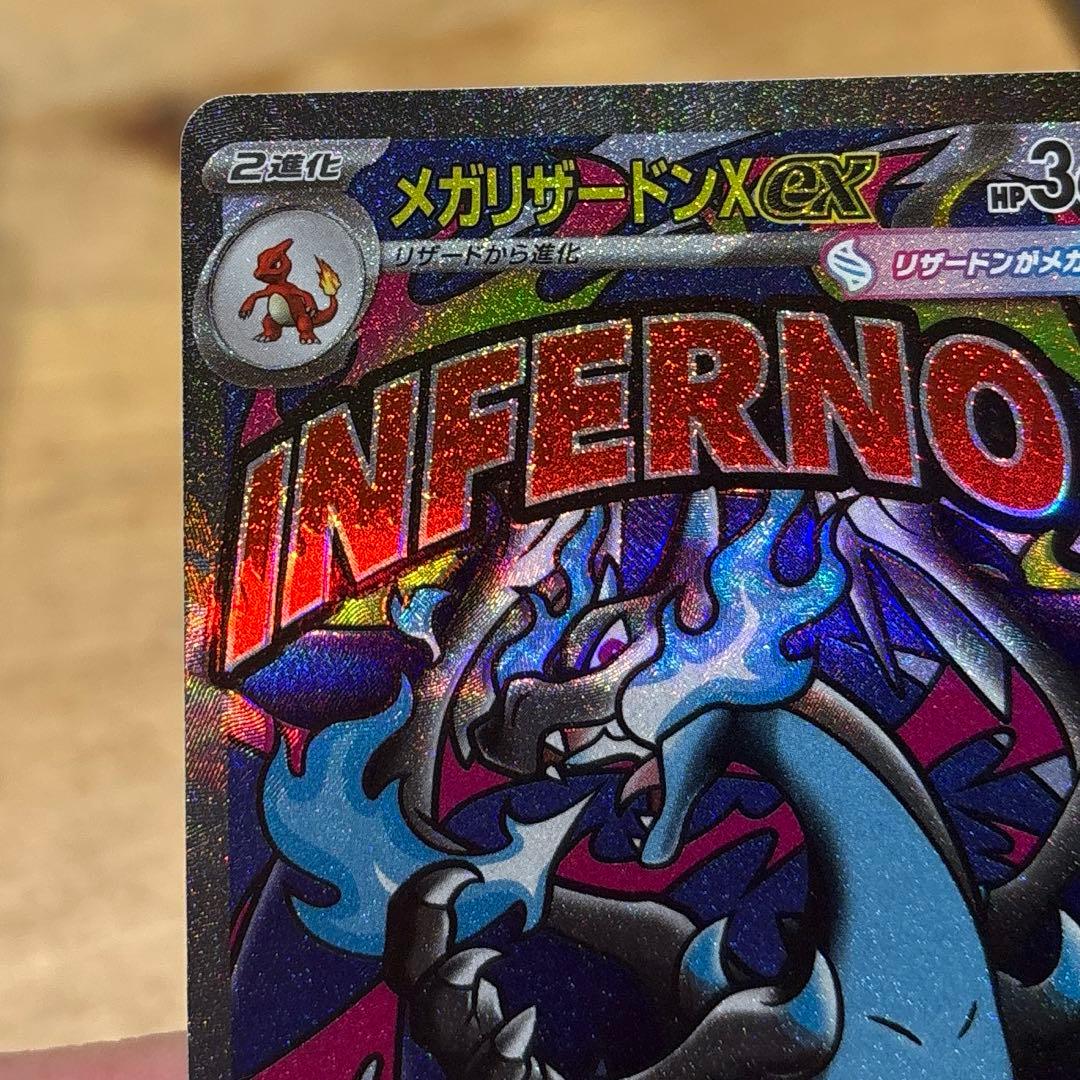 2進化
メガリザードンXex
HP3
リザードから進化
リザードンがメガ
INFERNO